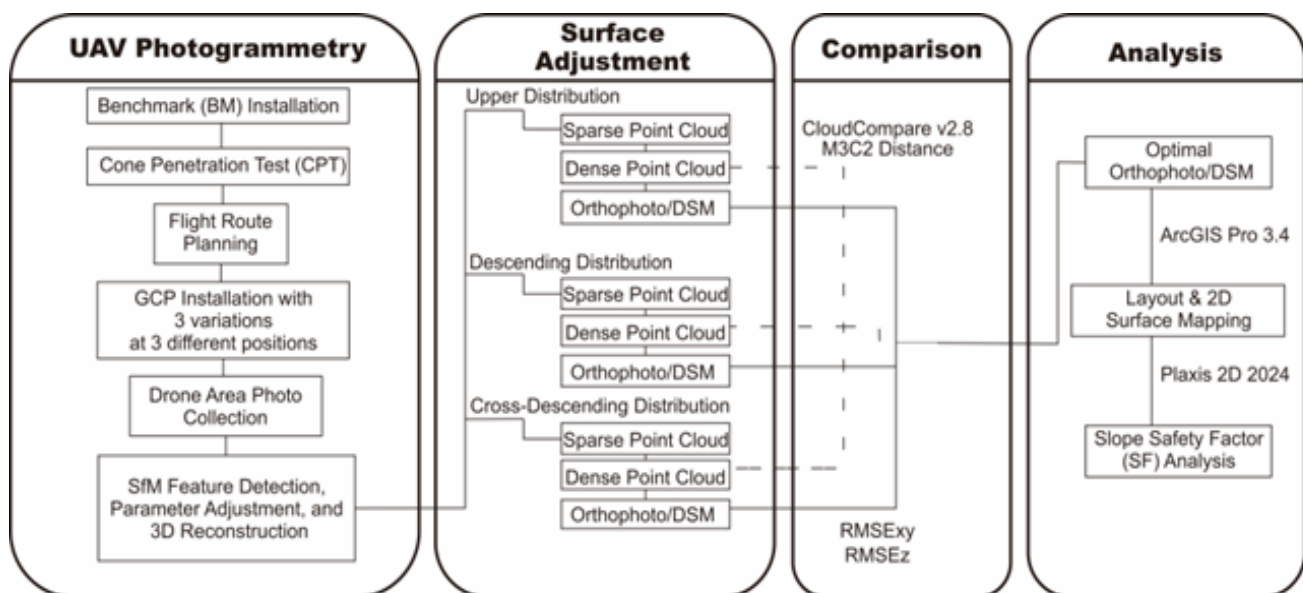 UAV Photogrammetry
Benchmark (BM) Installation
Cone Penetration Test (CPT)
Flight Route
Planning
GCP Installation with
3 variations
at 3 different positions
Drone Area Photo
Collection
SfM Feature Detection,
Parameter Adjustment, and
3D Reconstruction
Surface
Adjustment
Upper Distribution
Sparse Point Cloud
Dense Point Cloud
Orthophoto/DSM
Descending Distribution
Sparse Point Cloud
Dense Point Cloud
Orthophoto/DSM
Cross-Descending Distribution
Sparse Point Cloud
Dense Point Cloud
Orthophoto/DSM
Comparison
CloudCompare v2.8
M3C2 Distance
RMSExy
RMSEz
Analysis
Optimal
Orthophoto/DSM
ArcGIS Pro 3.4
Layout & 2D
Surface Mapping
Plaxis 2D 2024
Slope Safety Factor
(SF) Analysis